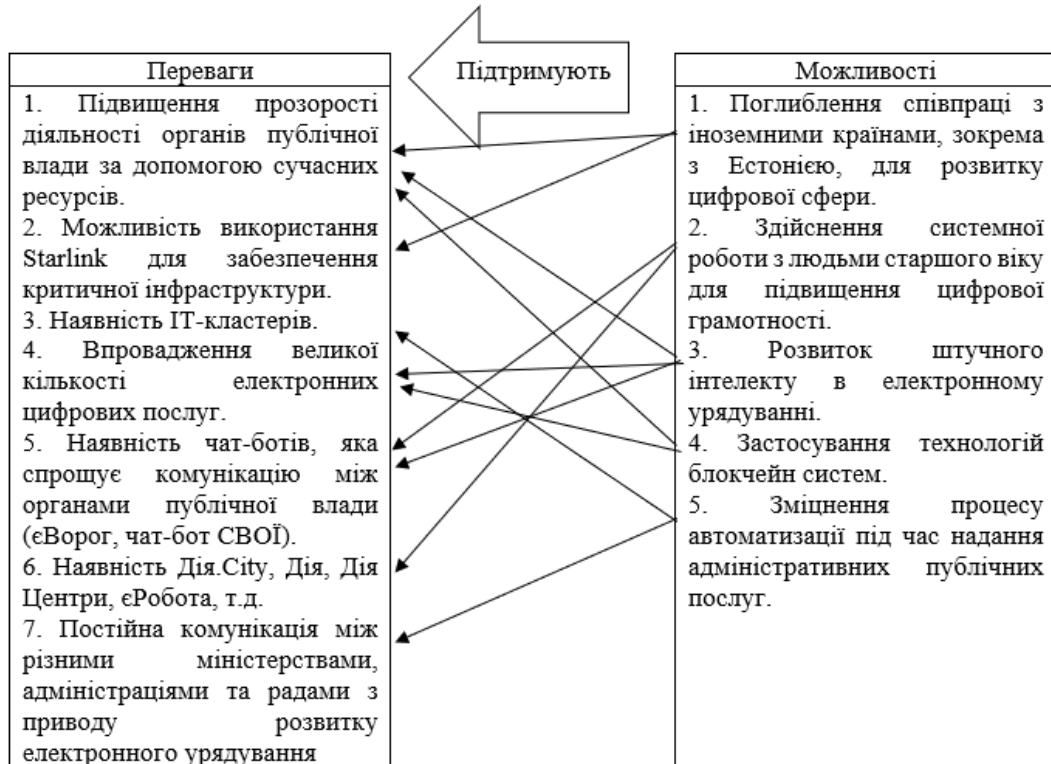 Підтримують
Переваги
1. Підвищення прозорості
діяльності органів публічної
влади за допомогою сучасних
ресурсів.
2. Можливість використання
Starlink для забезпечення
критичної інфраструктури.
3. Наявність ІТ-кластерів.
4. Впровадження великої
кількості електронних
цифрових послуг.
5. Наявність чат-ботів, яка
спрощує комунікацію між
органами публічної влади
(єВорог, чат-бот СВОЇ).
6. Наявність Дія.City, Дія, Дія
Центри, єРобота, т.д.
7. Постійна комунікація між
різними міністерствами,
адміністраціями та радами з
приводу розвитку
електронного урядування
Можливості
1. Поглиблення співпраці з
іноземними країнами, зокрема
з Естонією, для розвитку
цифрової сфери.
2. Здійснення системної
роботи з людьми старшого віку
для підвищення цифрової
грамотності.
3. Розвиток штучного
інтелекту в електронному
урядуванні.
4. Застосування технологій
блокчейн систем.
5. Зміцнення процесу
автоматизації під час надання
адміністративних публічних
послуг.